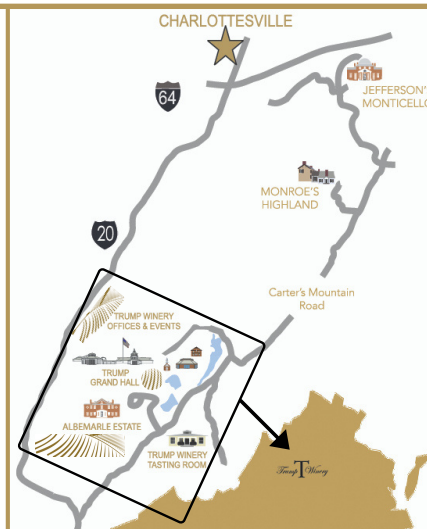 CHARLOTTESVILLE
64
JEFFERSON'S
MONTICELLO
MONROE'S
HIGHLAND
20
Carter's Mountain
Road
TRUMP WINERY
OFFICES & EVENTS
TRUMP
GRAND HALL
ALBEMARLE ESTATE
TRUMP WINERY
TASTING ROOM
Trump T Winery